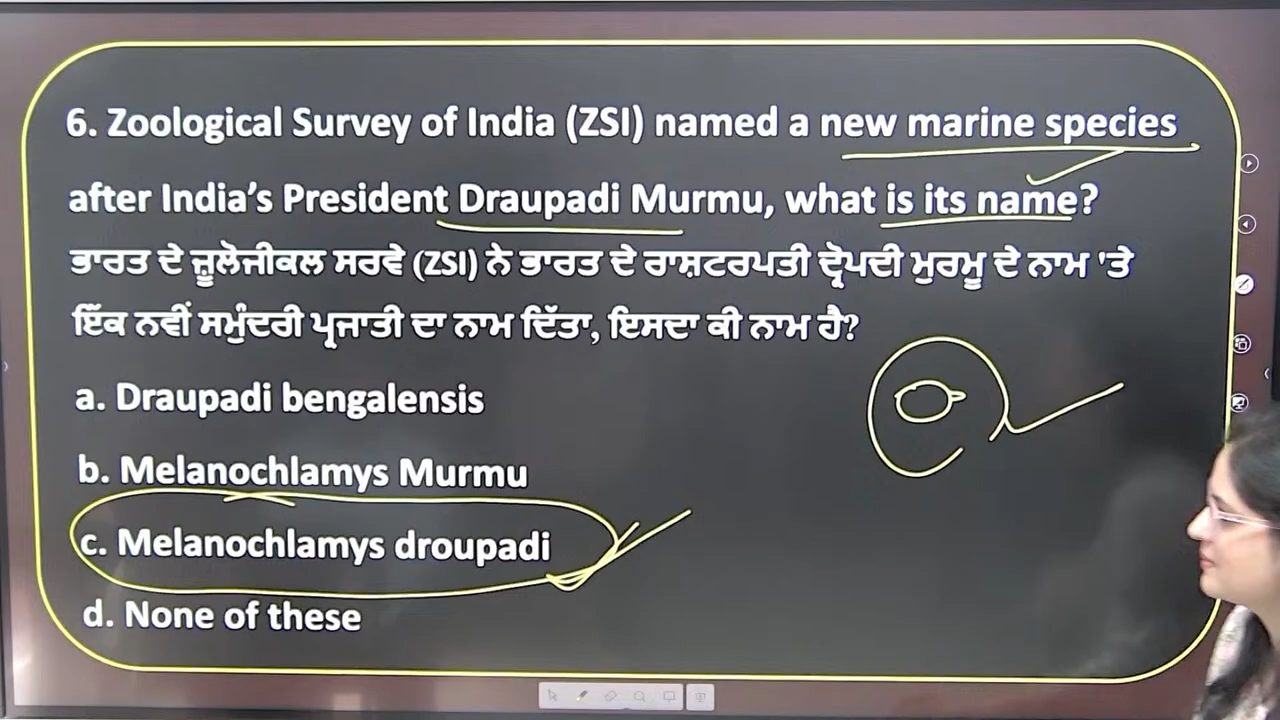 6. Zoological Survey of India (ZSI) named a new marine species
after India’s President Draupadi Murmu, what is its name?
ਭਾਰਤ ਦੇ ਜ਼ੂਲੋਜੀਕਲ ਸਰਵੇ (ZSI) ਨੇ ਭਾਰਤ ਦੇ ਰਾਸ਼ਟਰਪਤੀ ਦ੍ਰੋਪਦੀ ਮੁਰਮੂ ਦੇ ਨਾਮ 'ਤੇ
ਇੱਕ ਨਵੀਂ ਸਮੁੰਦਰੀ ਪ੍ਰਜਾਤੀ ਦਾ ਨਾਮ ਦਿੱਤਾ, ਇਸਦਾ ਕੀ ਨਾਮ ਹੈ?
a. Draupadi bengalensis
b. Melanochlamys Murmu
c. Melanochlamys droupadi
d. None of these